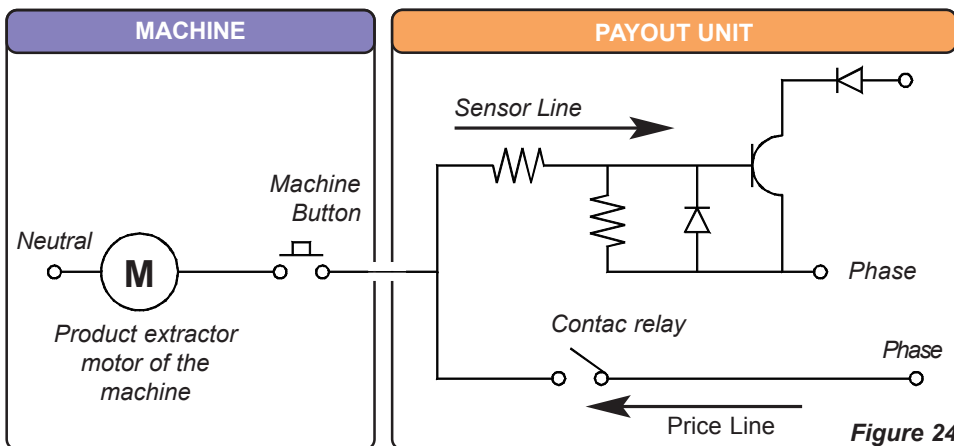 MACHINE
PAYOUT UNIT
Sensor Line
Machine
Button
Neutral
M
Product extractor
motor of the
machine
Phase
Contac relay
Phase
Price Line
Figure 24